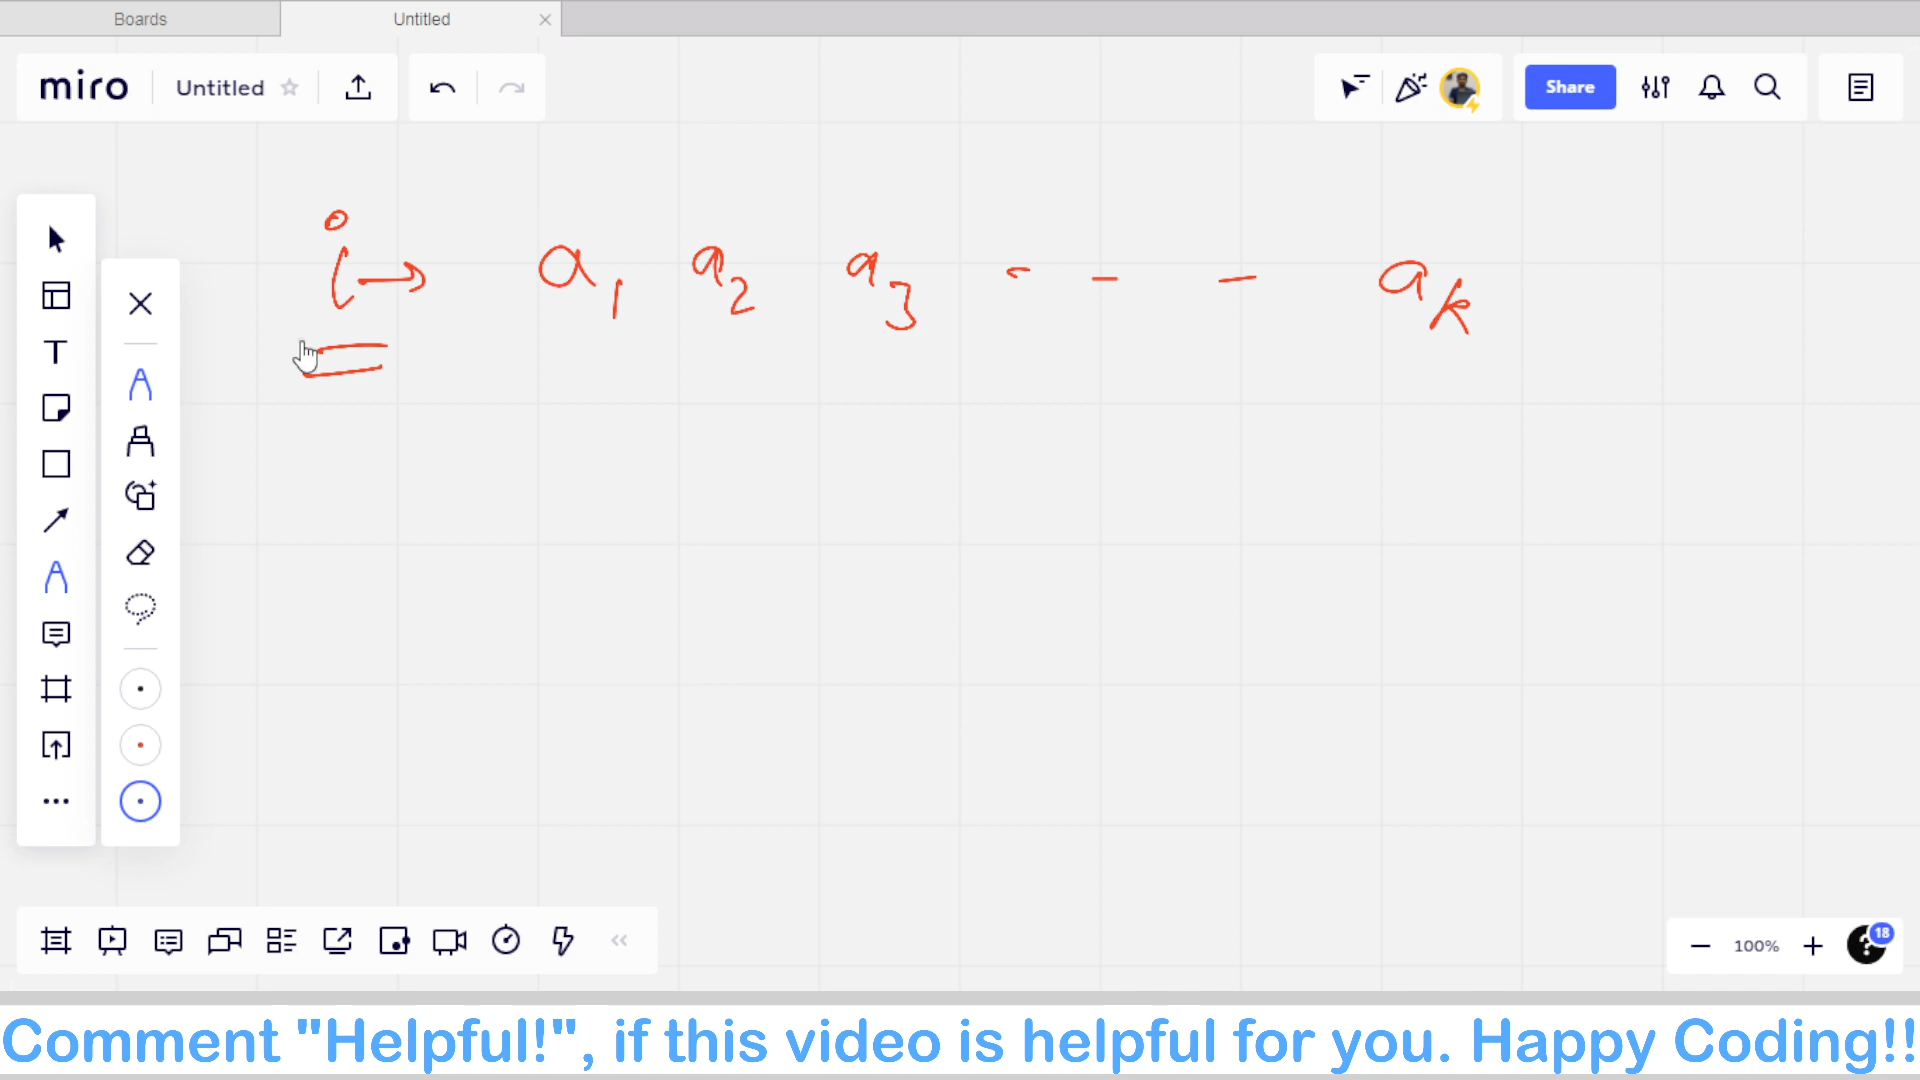 Boards Untitled
miro Untitled Share
i → a1 a2 a3 - - - ak
T
100% 18
Comment "Helpful!", if this video is helpful for you. Happy Coding!!